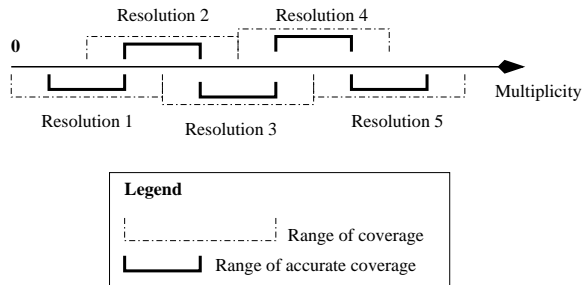 Resolution 2
Resolution 4
0
Multiplicity
Resolution 1
Resolution 3
Resolution 5
Legend
Range of coverage
Range of accurate coverage